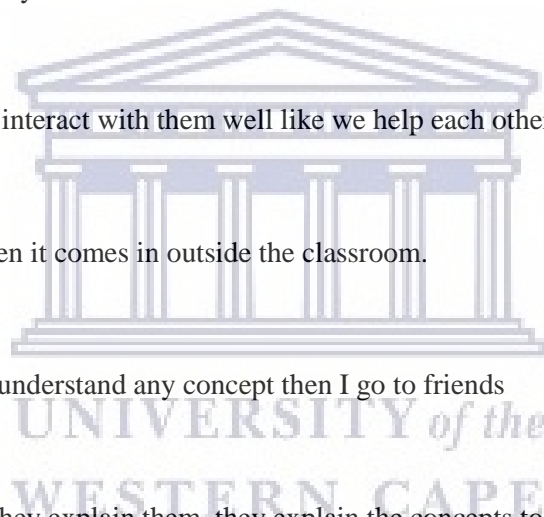 interact with them well like we help each other
en it comes in outside the classroom.
understand any concept then I go to friends
UNIVERSITY of the
WESTERN CAPE
hey explain them, they explain the concepts to